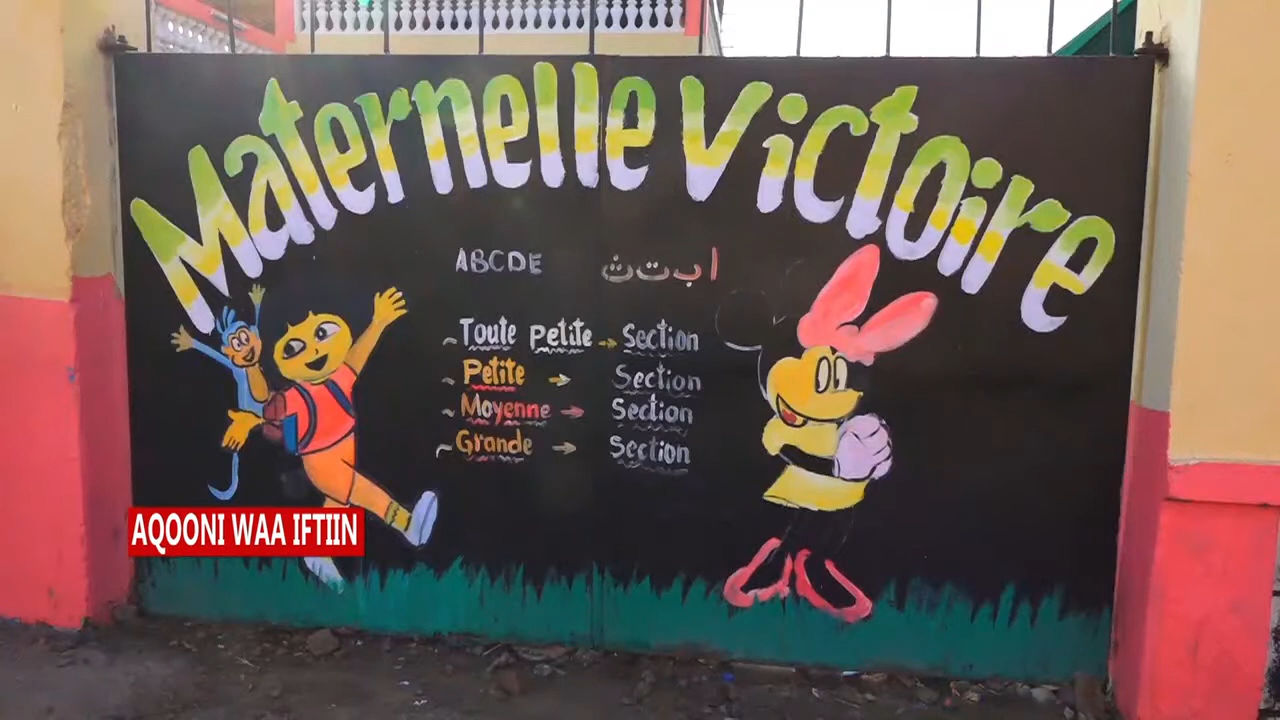 Maternelle Victoire
ABCDE ا ب ت ث
~ Toute Petite → Section
~ Petite → Section
~ Moyenne → Section
~ Grande → Section
AQOONI WAA IFTIIN